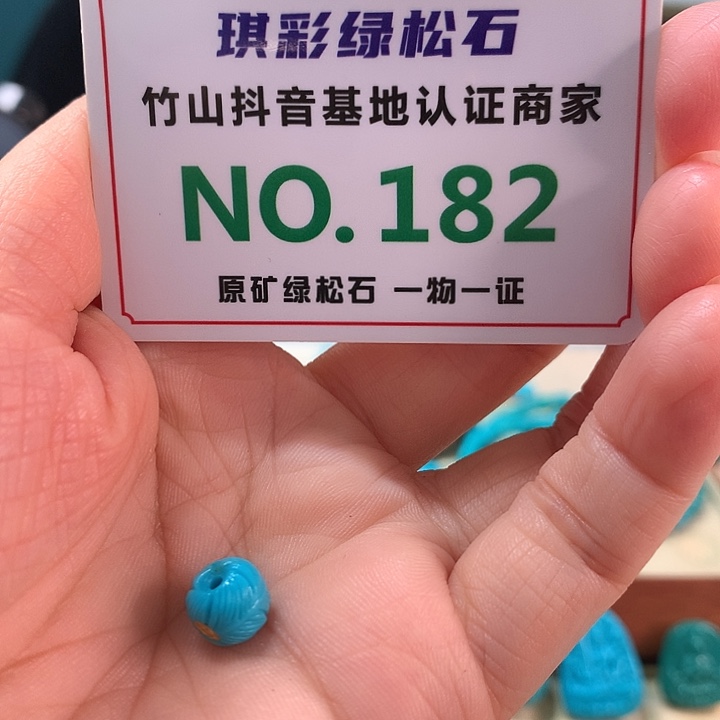 琪彩绿松石
竹山抖音基地认证商家
NO.182
原矿绿松石 一物一证